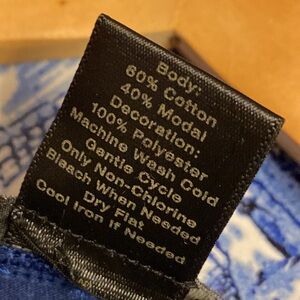 Body:
60% Cotton
40% Modal
Decoration:
100% Polyester
Machine Wash Cold
Gentle Cycle
Only Non-Chlorine
Bleach When Needed
Dry Flat
Cool Iron If Needed